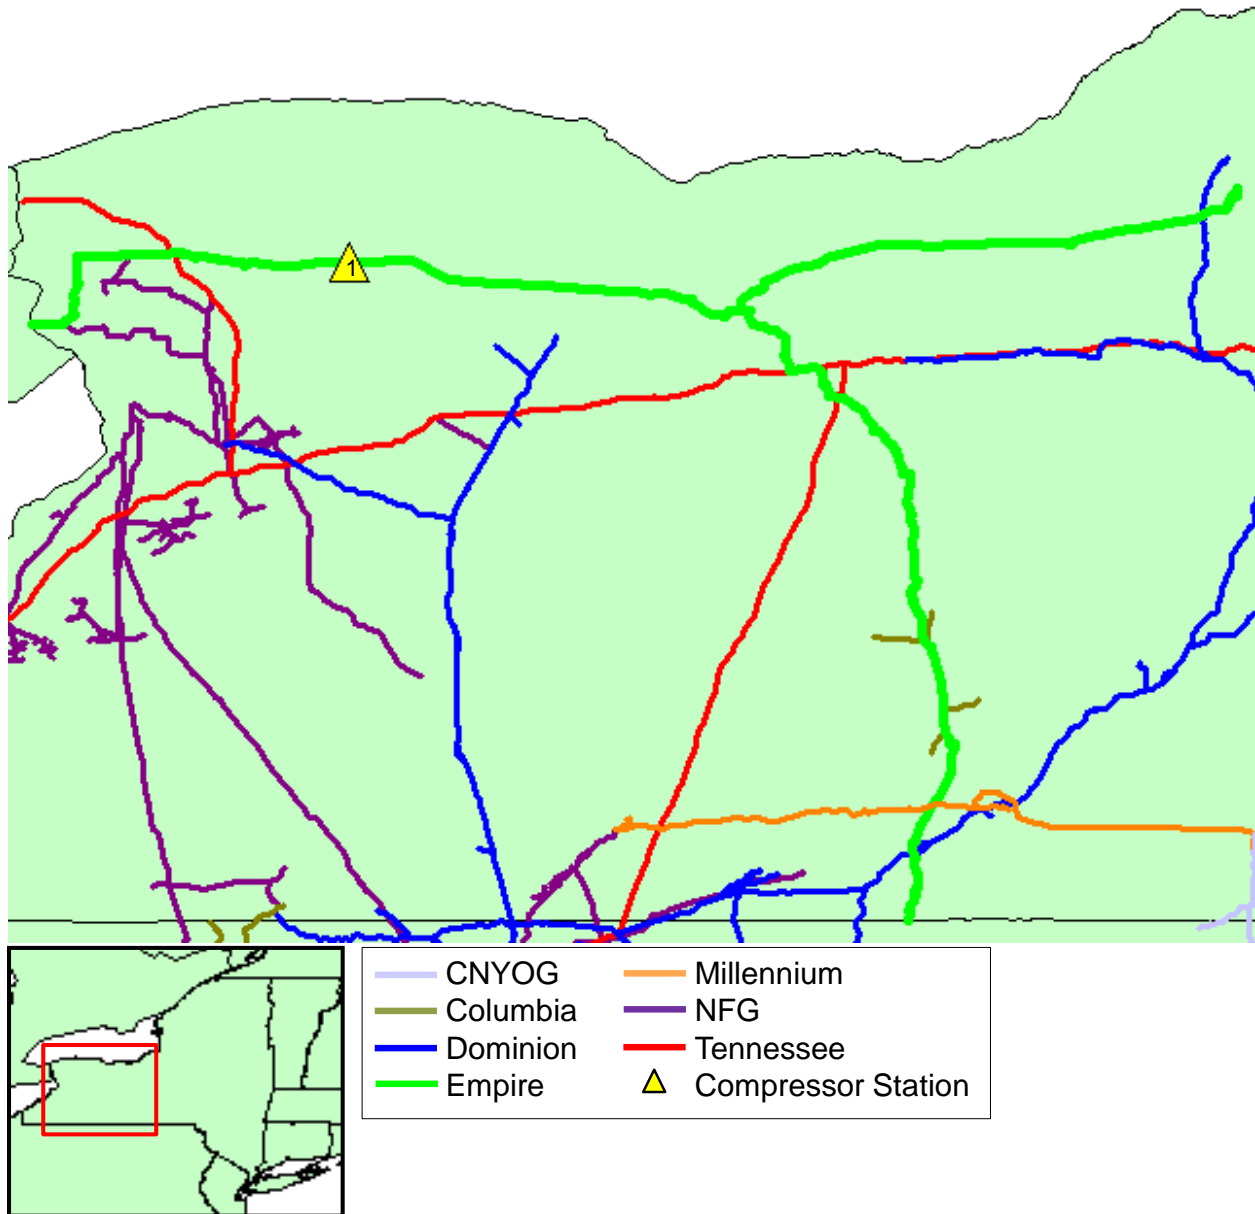 1
CNYOG
Millennium
Columbia
NFG
Dominion
Tennessee
Empire
Compressor Station